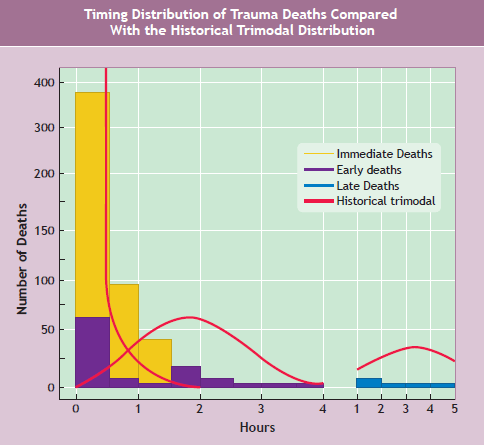 Timing Distribution of Trauma Deaths Compared
With the Historical Trimodal Distribution
Number of Deaths
400
300
200
150
100
50
0
Immediate Deaths
Early deaths
Late Deaths
Historical trimodal
0 1 2 3 4 1 2 3 4 5
Hours